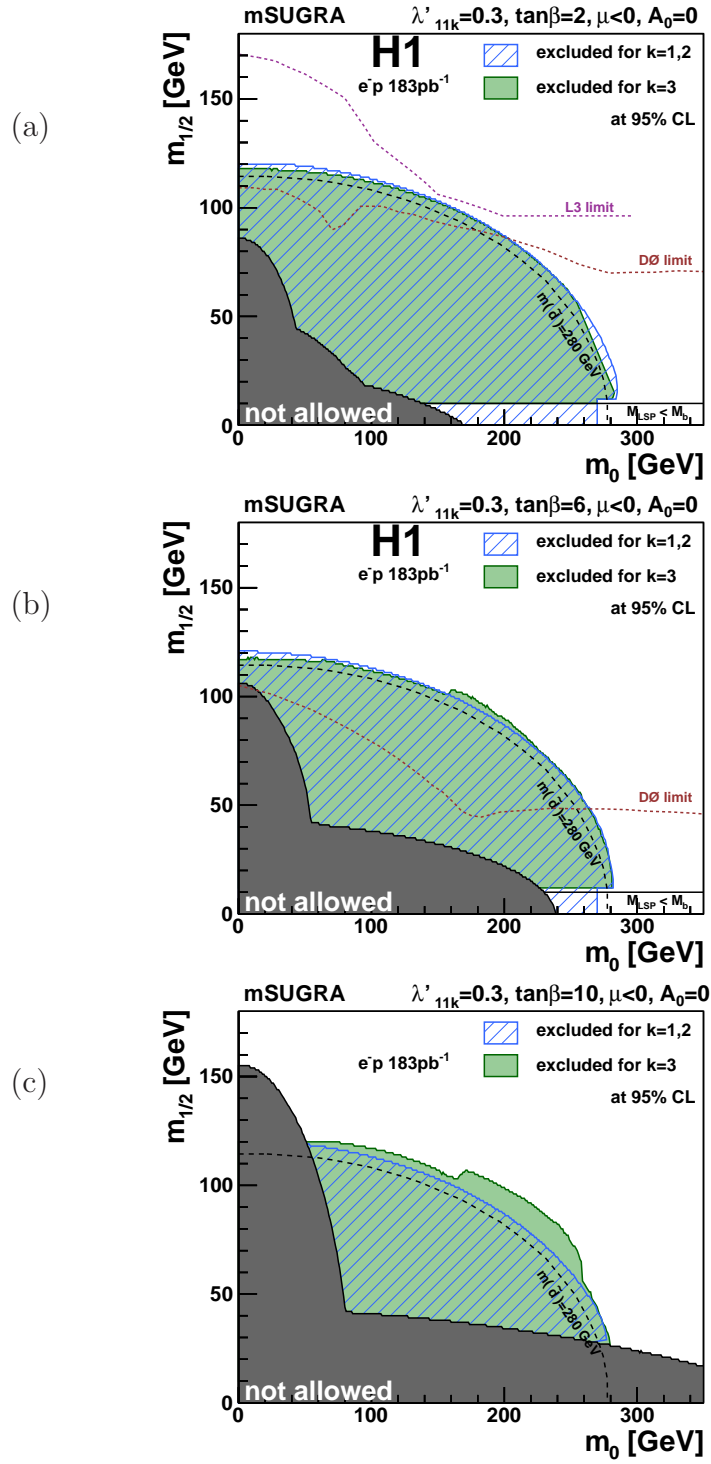 mSUGRA λ'11k=0.3, tanβ=2, μ<0, A0=0
(a)
m1/2 [GeV]
H1
e-p 183pb-1
excluded for k=1,2
excluded for k=3
at 95% CL
150
100
50
0
L3 limit
DØ limit
m(d̃)=280 GeV
not allowed
MLSP < Mb
0 100 200 300
m0 [GeV]
mSUGRA λ'11k=0.3, tanβ=6, μ<0, A0=0
(b)
m1/2 [GeV]
H1
e-p 183pb-1
excluded for k=1,2
excluded for k=3
at 95% CL
150
100
50
0
DØ limit
m(d̃)=280 GeV
not allowed
MLSP < Mb
0 100 200 300
m0 [GeV]
mSUGRA λ'11k=0.3, tanβ=10, μ<0, A0=0
(c)
m1/2 [GeV]
e-p 183pb-1
excluded for k=1,2
excluded for k=3
at 95% CL
150
100
50
0
m(d̃)=280 GeV
not allowed
0 100 200 300
m0 [GeV]